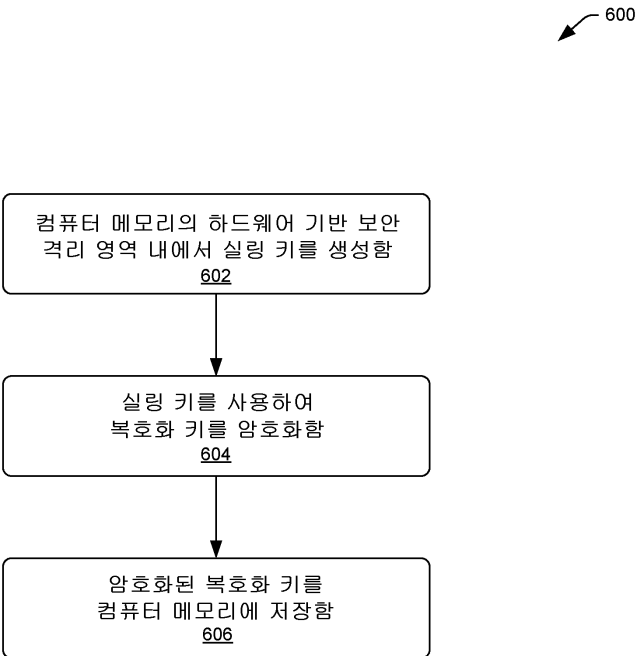 600
컴퓨터 메모리의 하드웨어 기반 보안
격리 영역 내에서 실링 키를 생성함
602
실링 키를 사용하여
복호화 키를 암호화함
604
암호화된 복호화 키를
컴퓨터 메모리에 저장함
606